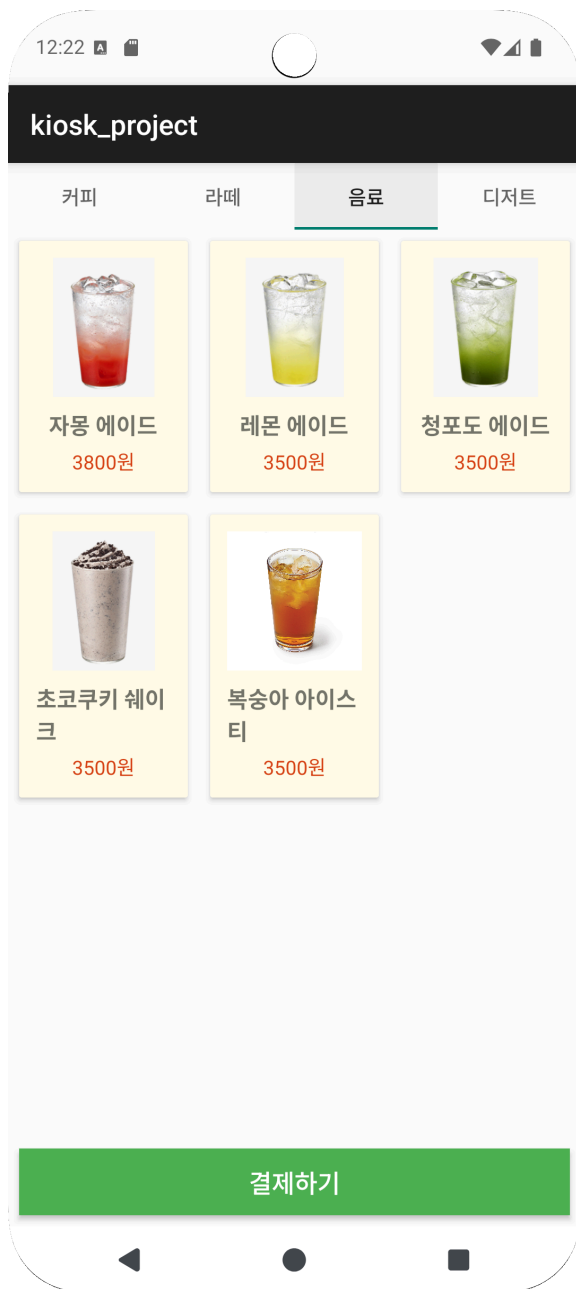 12:22 A
kiosk_project
커피 라떼 음료 디저트
자몽 에이드 레몬 에이드 청포도 에이드
3800원 3500원 3500원
초코쿠키 쉐이
크
3500원
복숭아 아이스
티
3500원
결제하기